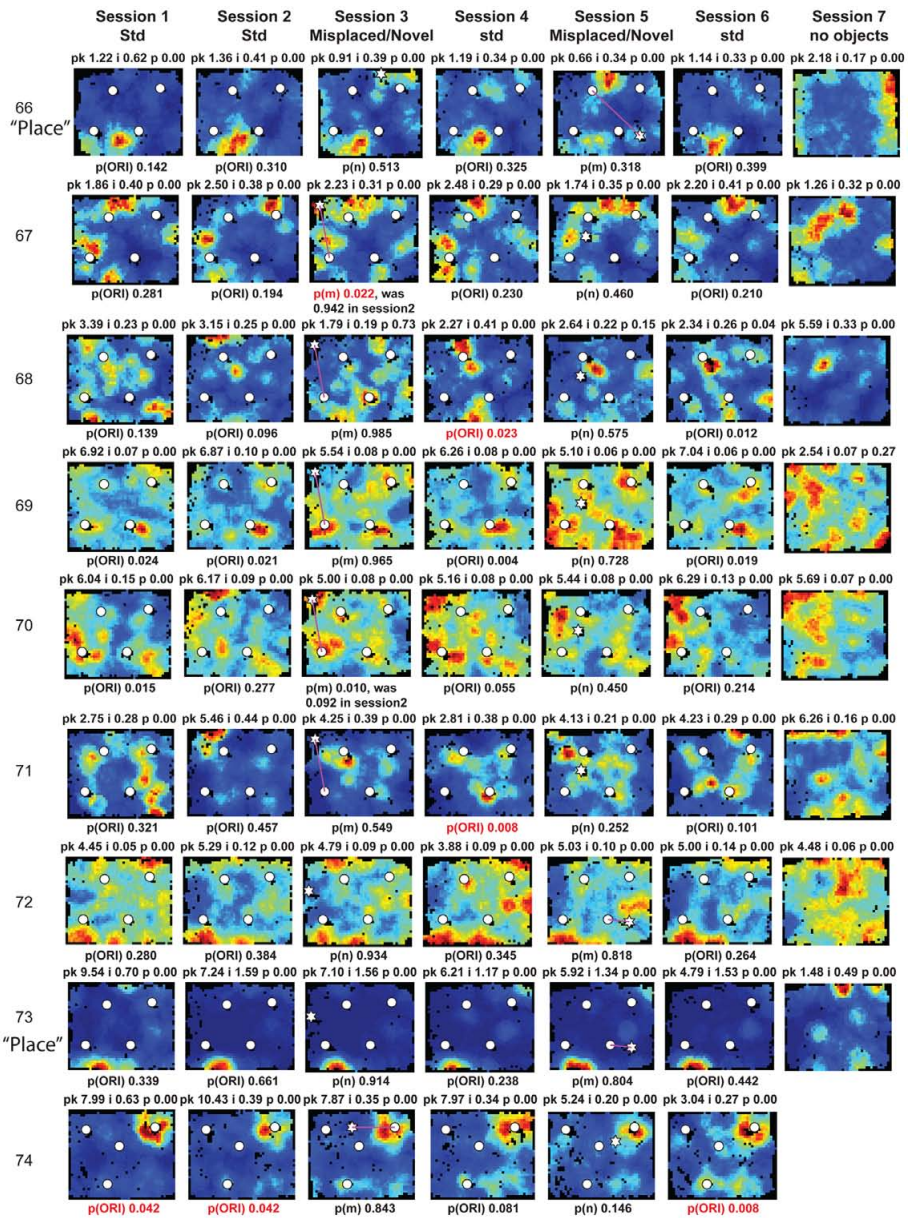 Session 1 Session 2 Session 3 Session 4 Session 5 Session 6 Session 7
Std Std Misplaced/Novel std Misplaced/Novel std no objects
pk 1.22 i 0.62 p 0.00 pk 1.36 i 0.41 p 0.00 pk 0.91 i 0.39 p 0.00 pk 1.19 i 0.34 p 0.00 pk 0.66 i 0.34 p 0.00 pk 1.14 i 0.33 p 0.00 pk 2.18 i 0.17 p 0.00
66
"Place"
p(ORI) 0.142 p(ORI) 0.310 p(n) 0.513 p(ORI) 0.325 p(m) 0.318 p(ORI) 0.399
pk 1.86 i 0.40 p 0.00 pk 2.50 i 0.38 p 0.00 pk 2.23 i 0.31 p 0.00 pk 2.48 i 0.29 p 0.00 pk 1.74 i 0.35 p 0.00 pk 2.20 i 0.41 p 0.00 pk 1.26 i 0.32 p 0.00
67
p(ORI) 0.281 p(ORI) 0.194 p(m) 0.022, was p(ORI) 0.230 p(n) 0.460 p(ORI) 0.210
0.942 in session2
pk 3.39 i 0.23 p 0.00 pk 3.15 i 0.25 p 0.00 pk 1.79 i 0.19 p 0.73 pk 2.27 i 0.41 p 0.00 pk 2.64 i 0.22 p 0.15 pk 2.34 i 0.26 p 0.04 pk 5.59 i 0.33 p 0.00
68
p(ORI) 0.139 p(ORI) 0.096 p(m) 0.985 p(ORI) 0.023 p(n) 0.575 p(ORI) 0.012
pk 6.92 i 0.07 p 0.00 pk 6.87 i 0.10 p 0.00 pk 5.54 i 0.08 p 0.00 pk 6.26 i 0.08 p 0.00 pk 5.10 i 0.06 p 0.00 pk 7.04 i 0.06 p 0.00 pk 2.54 i 0.07 p 0.27
69
p(ORI) 0.024 p(ORI) 0.021 p(m) 0.965 p(ORI) 0.004 p(n) 0.728 p(ORI) 0.019
pk 6.04 i 0.15 p 0.00 pk 6.17 i 0.09 p 0.00 pk 5.00 i 0.08 p 0.00 pk 5.16 i 0.08 p 0.00 pk 5.44 i 0.08 p 0.00 pk 6.29 i 0.13 p 0.00 pk 5.69 i 0.07 p 0.00
70
p(ORI) 0.015 p(ORI) 0.277 p(m) 0.010, was p(ORI) 0.055 p(n) 0.450 p(ORI) 0.214
0.092 in session2
pk 2.75 i 0.28 p 0.00 pk 5.46 i 0.44 p 0.00 pk 4.25 i 0.39 p 0.00 pk 2.81 i 0.38 p 0.00 pk 4.13 i 0.21 p 0.00 pk 4.23 i 0.29 p 0.00 pk 6.26 i 0.16 p 0.00
71
p(ORI) 0.321 p(ORI) 0.457 p(m) 0.549 p(ORI) 0.008 p(n) 0.252 p(ORI) 0.101
pk 4.45 i 0.05 p 0.00 pk 5.29 i 0.12 p 0.00 pk 4.79 i 0.09 p 0.00 pk 3.88 i 0.09 p 0.00 pk 5.03 i 0.10 p 0.00 pk 5.00 i 0.14 p 0.00 pk 4.48 i 0.06 p 0.00
72
p(ORI) 0.280 p(ORI) 0.384 p(n) 0.934 p(ORI) 0.345 p(m) 0.818 p(ORI) 0.264
pk 9.54 i 0.70 p 0.00 pk 7.24 i 1.59 p 0.00 pk 7.10 i 1.56 p 0.00 pk 6.21 i 1.17 p 0.00 pk 5.92 i 1.34 p 0.00 pk 4.79 i 1.53 p 0.00 pk 1.48 i 0.49 p 0.00
73
"Place"
p(ORI) 0.339 p(ORI) 0.661 p(n) 0.914 p(ORI) 0.238 p(m) 0.804 p(ORI) 0.442
pk 7.99 i 0.63 p 0.00 pk 10.43 i 0.39 p 0.00 pk 7.87 i 0.35 p 0.00 pk 7.97 i 0.34 p 0.00 pk 5.24 i 0.20 p 0.00 pk 3.04 i 0.27 p 0.00
74
p(ORI) 0.042 p(ORI) 0.042 p(m) 0.843 p(ORI) 0.081 p(n) 0.146 p(ORI) 0.008